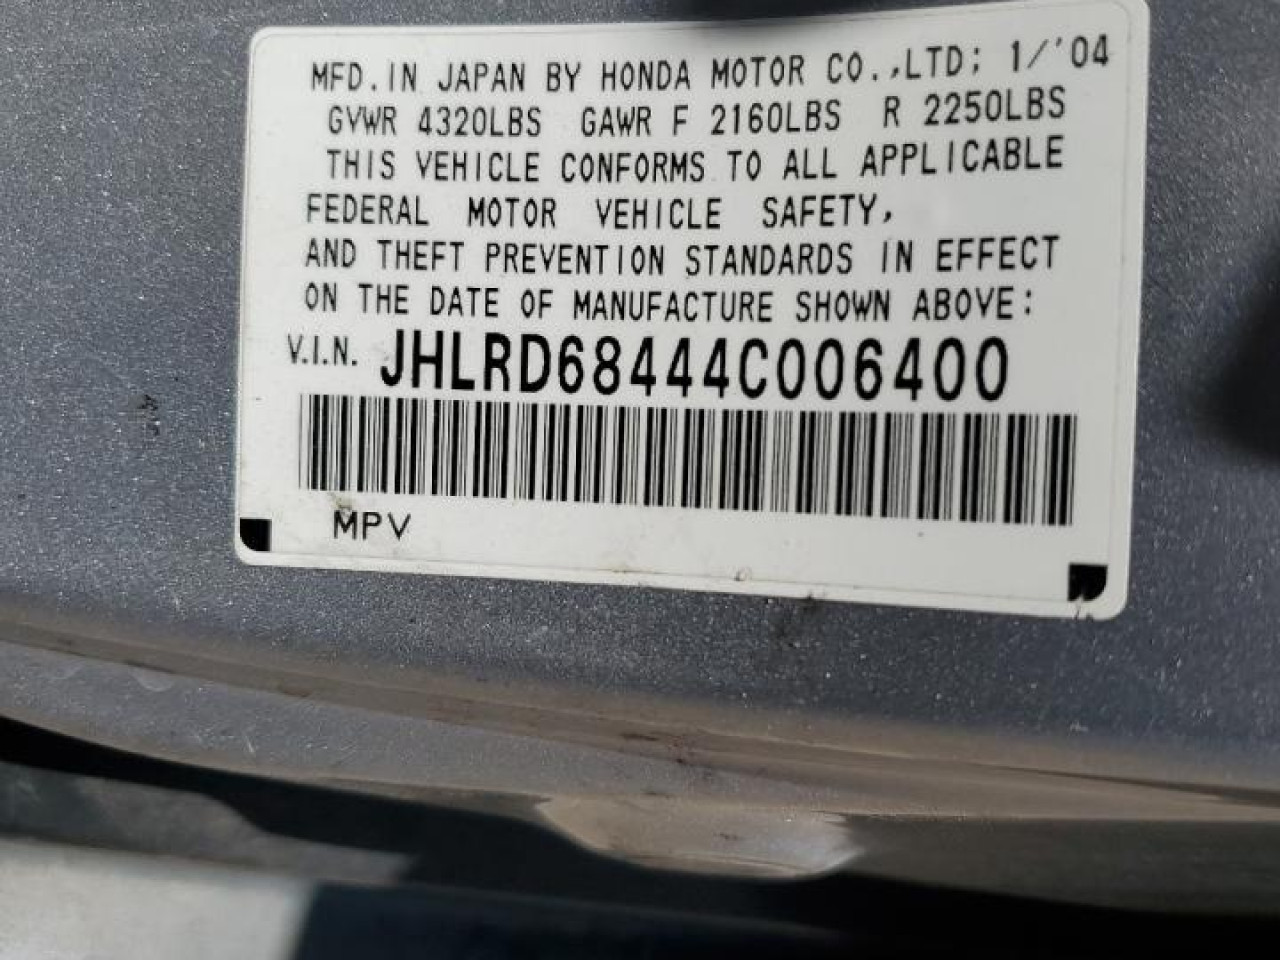 MFD. IN JAPAN BY HONDA MOTOR CO.,LTD; 1/'04
GVWR 4320LBS GAWR F 2160LBS R 2250LBS
THIS VEHICLE CONFORMS TO ALL APPLICABLE
FEDERAL MOTOR VEHICLE SAFETY,
AND THEFT PREVENTION STANDARDS IN EFFECT
ON THE DATE OF MANUFACTURE SHOWN ABOVE:
V.I.N. JHLRD68444C006400
MPV